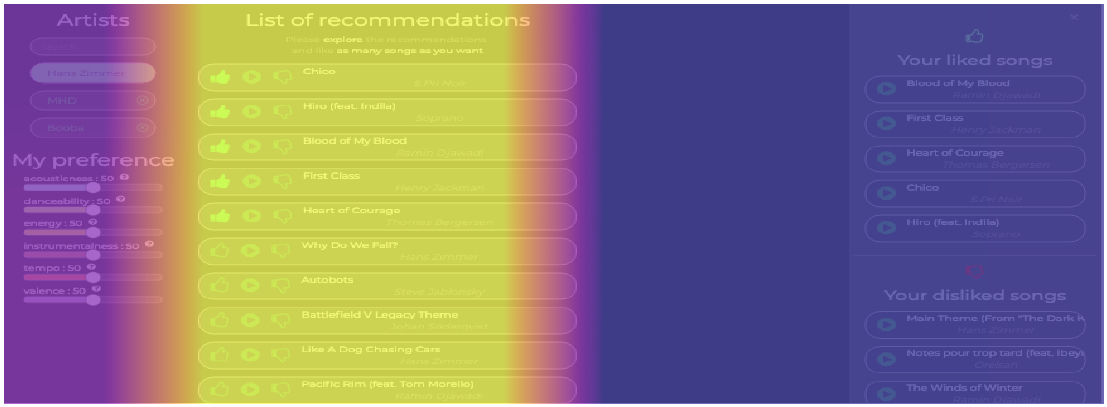 Artists
Hans Zimmer
MHD
Booba
My preference
acousticness : 50
danceability : 50
energy : 50
instrumentalness : 50
tempo : 50
valence : 50
List of recommendations
Please explore the recommendations
and like as many songs as you want
Chico
Hiro (feat. Indila)
Soprano
Blood of My Blood
Ramin Djawadi
First Class
Henry Jackman
Heart of Courage
Thomas Bergersen
Why Do We Fall?
Hans Zimmer
Autobots
Steve Jablonsky
Battlefield V Legacy Theme
Johan Söderqvist
Like A Dog Chasing Cars
Hans Zimmer
Pacific Rim (feat. Tom Morello)
Ramin Djawadi
Your liked songs
Blood of My Blood
Ramin Djawadi
First Class
Henry Jackman
Heart of Courage
Thomas Bergersen
Chico
Hiro (feat. Indila)
Soprano
Your disliked songs
Main Theme (From "The Dark K
Hans Zimmer
Notes pour trop tard (feat. Ibeyi
Orelsan
The Winds of Winter
Ramin Djawadi